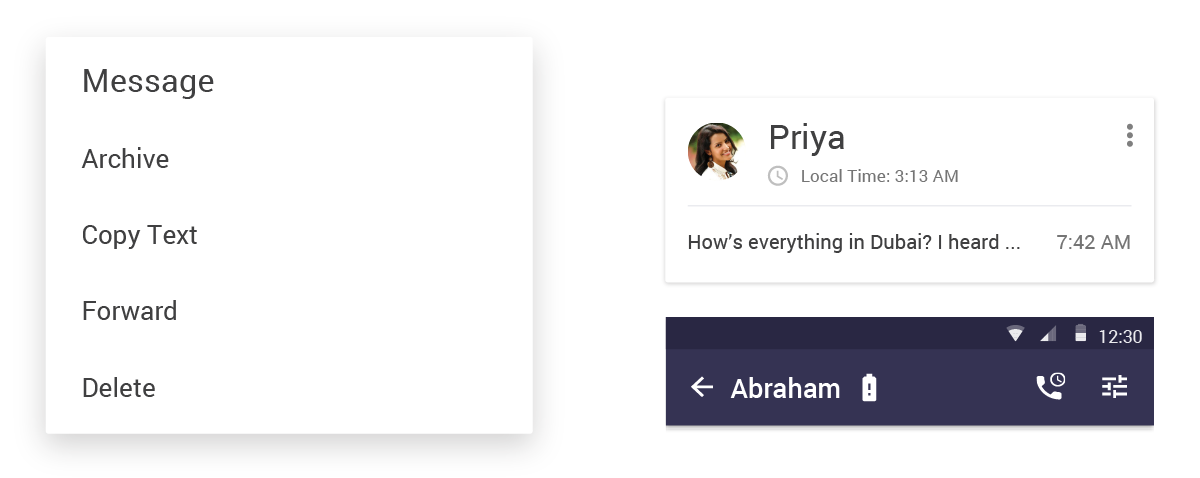 Message
Archive
Copy Text
Forward
Delete
Priya
Local Time: 3:13 AM
How’s everything in Dubai? I heard ... 7:42 AM
12:30
Abraham